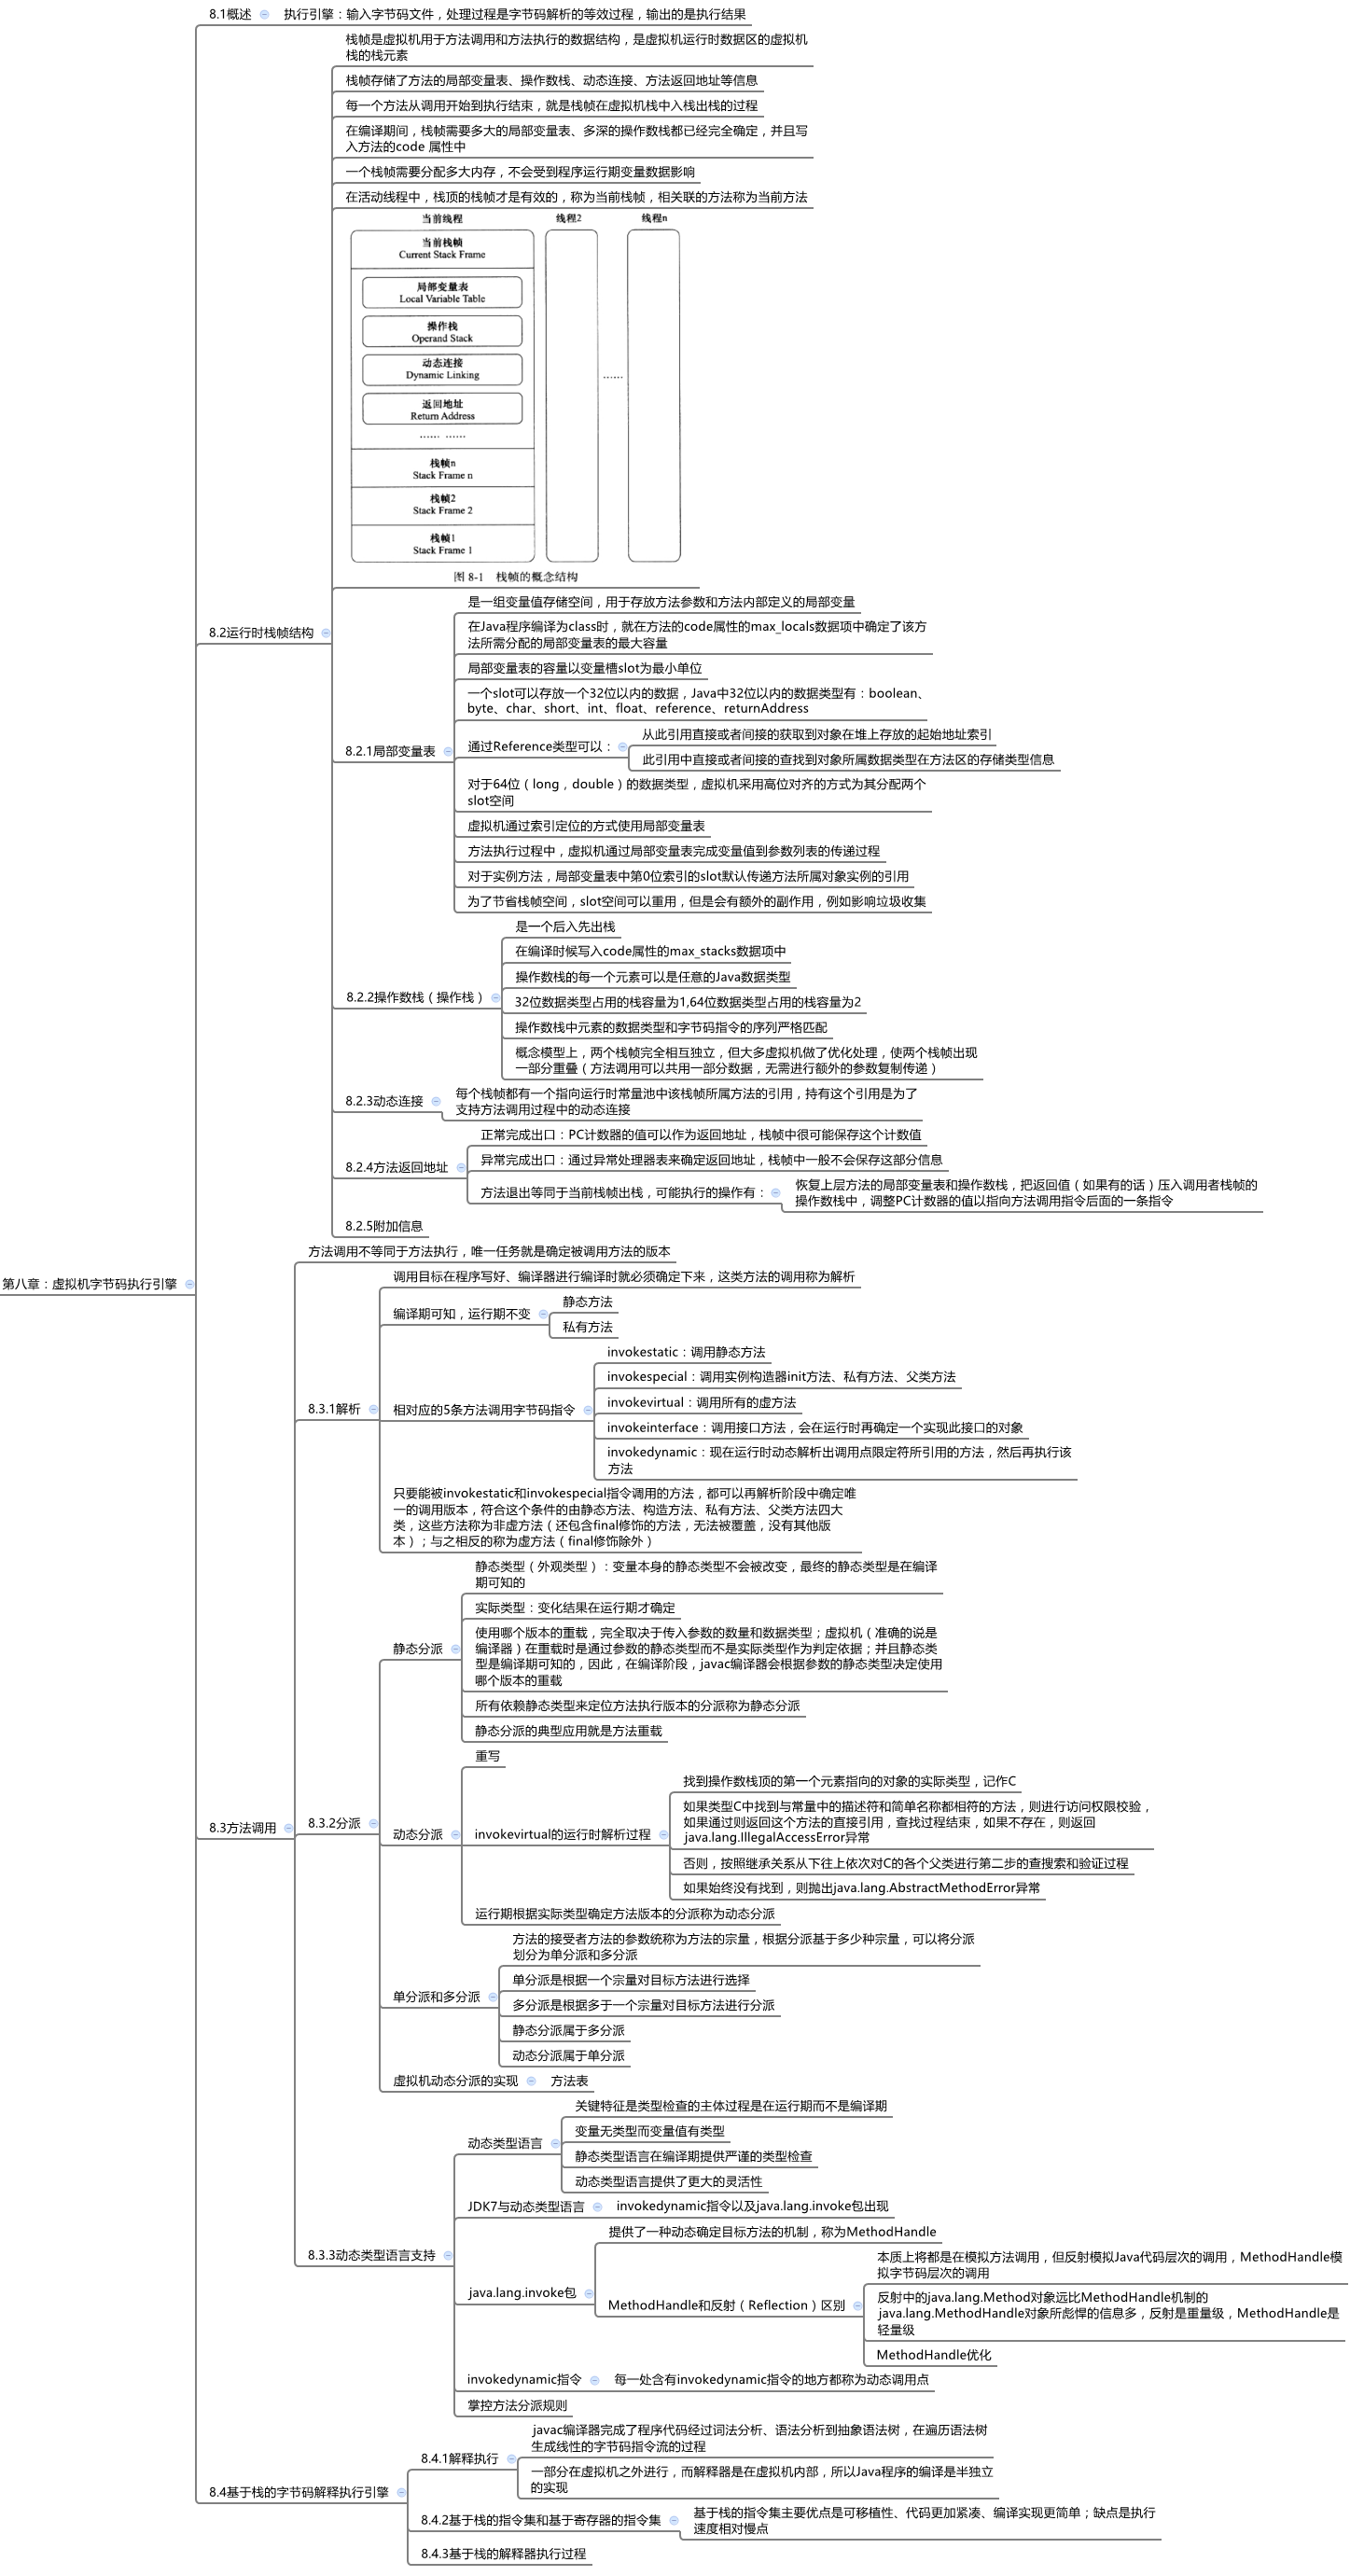 8.1概述
执行引擎：输入字节码文件，处理过程是字节码解析的等效过程，输出的是执行结果
栈帧是虚拟机用于方法调用和方法执行的数据结构，是虚拟机运行时数据区的虚拟机
栈的栈元素
栈帧存储了方法的局部变量表、操作数栈、动态连接、方法返回地址等信息
每一个方法从调用开始到执行结束，就是栈帧在虚拟机栈中入栈出栈的过程
在编译期间，栈帧需要多大的局部变量表、多深的操作数栈都已经完全确定，并且写
入方法的code 属性中
一个栈帧需要分配多大内存，不会受到程序运行期变量数据影响
在活动线程中，栈顶的栈帧才是有效的，称为当前栈帧，相关联的方法称为当前方法
当前线程
线程2
线程n
当前栈帧
Current Stack Frame
局部变量表
Local Variable Table
操作栈
Operand Stack
动态连接
Dynamic Linking
返回地址
Return Address
…… ……
……
栈帧n
Stack Frame n
栈帧2
Stack Frame 2
栈帧1
Stack Frame 1
图 8-1 栈帧的概念结构
8.2运行时栈帧结构
是一组变量值存储空间，用于存放方法参数和方法内部定义的局部变量
在Java程序编译为class时，就在方法的code属性的max_locals数据项中确定了该方
法所需分配的局部变量表的最大容量
局部变量表的容量以变量槽slot为最小单位
一个slot可以存放一个32位以内的数据，Java中32位以内的数据类型有：boolean、
byte、char、short、int、float、reference、returnAddress
8.2.1局部变量表
通过Reference类型可以：
从此引用直接或者间接的获取到对象在堆上存放的起始地址索引
此引用中直接或者间接的查找到对象所属数据类型在方法区的存储类型信息
对于64位（long，double）的数据类型，虚拟机采用高位对齐的方式为其分配两个
slot空间
虚拟机通过索引定位的方式使用局部变量表
方法执行过程中，虚拟机通过局部变量表完成变量值到参数列表的传递过程
对于实例方法，局部变量表中第0位索引的slot默认传递方法所属对象实例的引用
为了节省栈帧空间，slot空间可以重用，但是会有额外的副作用，例如影响垃圾收集
是一个后入先出栈
在编译时候写入code属性的max_stacks数据项中
操作数栈的每一个元素可以是任意的Java数据类型
8.2.2操作数栈（操作栈）
32位数据类型占用的栈容量为1,64位数据类型占用的栈容量为2
操作数栈中元素的数据类型和字节码指令的序列严格匹配
概念模型上，两个栈帧完全相互独立，但大多虚拟机做了优化处理，使两个栈帧出现
一部分重叠（方法调用可以共用一部分数据，无需进行额外的参数复制传递）
8.2.3动态连接
每个栈帧都有一个指向运行时常量池中该栈帧所属方法的引用，持有这个引用是为了
支持方法调用过程中的动态连接
正常完成出口：PC计数器的值可以作为返回地址，栈帧中很可能保存这个计数值
8.2.4方法返回地址
异常完成出口：通过异常处理器表来确定返回地址，栈帧中一般不会保存这部分信息
方法退出等同于当前栈帧出栈，可能执行的操作有：
恢复上层方法的局部变量表和操作数栈，把返回值（如果有的话）压入调用者栈帧的
操作数栈中，调整PC计数器的值以指向方法调用指令后面的一条指令
8.2.5附加信息
第八章：虚拟机字节码执行引擎
方法调用不等同于方法执行，唯一任务就是确定被调用方法的版本
调用目标在程序写好、编译器进行编译时就必须确定下来，这类方法的调用称为解析
编译期可知，运行期不变
静态方法
私有方法
8.3.1解析
相对应的5条方法调用字节码指令
invokestatic：调用静态方法
invokespecial：调用实例构造器init方法、私有方法、父类方法
invokevirtual：调用所有的虚方法
invokeinterface：调用接口方法，会在运行时再确定一个实现此接口的对象
invokedynamic：现在运行时动态解析出调用点限定符所引用的方法，然后再执行该
方法
只要能被invokestatic和invokespecial指令调用的方法，都可以再解析阶段中确定唯
一的调用版本，符合这个条件的由静态方法、构造方法、私有方法、父类方法四大
类，这些方法称为非虚方法（还包含final修饰的方法，无法被覆盖，没有其他版
本）；与之相反的称为虚方法（final修饰除外）
静态类型（外观类型）：变量本身的静态类型不会被改变，最终的静态类型是在编译
期可知的
实际类型：变化结果在运行期才确定
静态分派
使用哪个版本的重载，完全取决于传入参数的数量和数据类型；虚拟机（准确的说是
编译器）在重载时是通过参数的静态类型而不是实际类型作为判定依据；并且静态类
型是编译期可知的，因此，在编译阶段，javac编译器会根据参数的静态类型决定使用
哪个版本的重载
所有依赖静态类型来定位方法执行版本的分派称为静态分派
静态分派的典型应用就是方法重载
8.3方法调用
8.3.2分派
动态分派
重写
invokevirtual的运行时解析过程
找到操作数栈顶的第一个元素指向的对象的实际类型，记作C
如果类型C中找到与常量中的描述符和简单名称都相符的方法，则进行访问权限校验，
如果通过则返回这个方法的直接引用，查找过程结束，如果不存在，则返回
java.lang.IllegalAccessError异常
否则，按照继承关系从下往上依次对C的各个父类进行第二步的查搜索和验证过程
如果始终没有找到，则抛出java.lang.AbstractMethodError异常
运行期根据实际类型确定方法版本的分派称为动态分派
单分派和多分派
方法的接受者方法的参数统称为方法的宗量，根据分派基于多少种宗量，可以将分派
划分为单分派和多分派
单分派是根据一个宗量对目标方法进行选择
多分派是根据多于一个宗量对目标方法进行分派
静态分派属于多分派
动态分派属于单分派
虚拟机动态分派的实现
方法表
动态类型语言
关键特征是类型检查的主体过程是在运行期而不是编译期
变量无类型而变量值有类型
静态类型语言在编译期提供严谨的类型检查
动态类型语言提供了更大的灵活性
JDK7与动态类型语言
invokedynamic指令以及java.lang.invoke包出现
8.3.3动态类型语言支持
java.lang.invoke包
提供了一种动态确定目标方法的机制，称为MethodHandle
MethodHandle和反射（Reflection）区别
本质上将都是在模拟方法调用，但反射模拟Java代码层次的调用，MethodHandle模
拟字节码层次的调用
反射中的java.lang.Method对象远比MethodHandle机制的
java.lang.MethodHandle对象所彪悍的信息多，反射是重量级，MethodHandle是
轻量级
MethodHandle优化
invokedynamic指令
每一处含有invokedynamic指令的地方都称为动态调用点
掌控方法分派规则
8.4基于栈的字节码解释执行引擎
8.4.1解释执行
javac编译器完成了程序代码经过词法分析、语法分析到抽象语法树，在遍历语法树
生成线性的字节码指令流的过程
一部分在虚拟机之外进行，而解释器是在虚拟机内部，所以Java程序的编译是半独立
的实现
8.4.2基于栈的指令集和基于寄存器的指令集
基于栈的指令集主要优点是可移植性、代码更加紧凑、编译实现更简单；缺点是执行
速度相对慢点
8.4.3基于栈的解释器执行过程